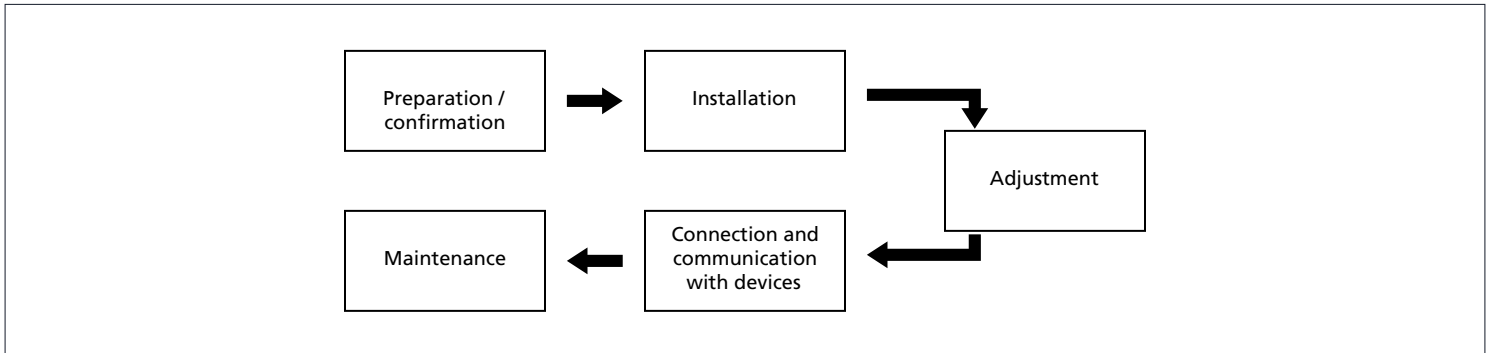 Preparation /
confirmation
Installation
Adjustment
Connection and
communication
with devices
Maintenance